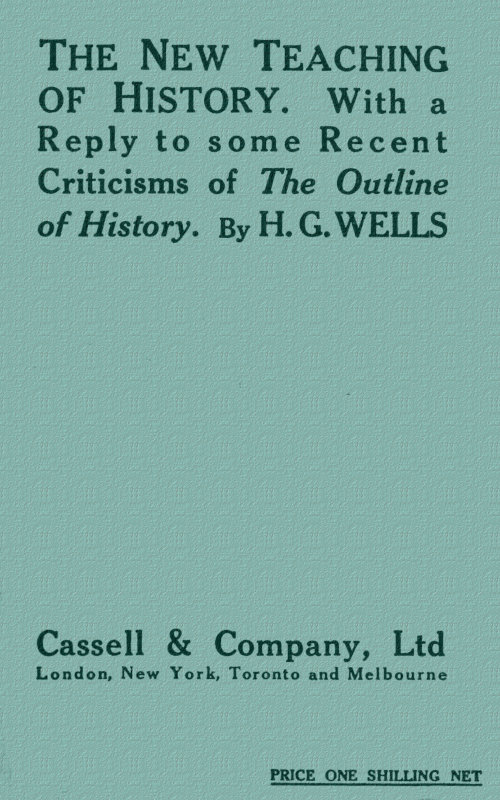 THE NEW TEACHING
OF HISTORY. With a
Reply to some Recent
Criticisms of The Outline
of History. By H. G. WELLS
Cassell & Company, Ltd
London, New York, Toronto and Melbourne
PRICE ONE SHILLING NET